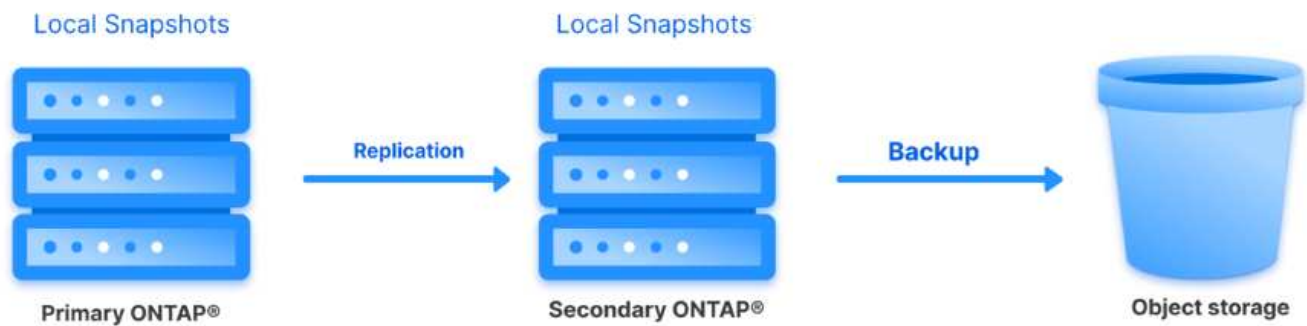 Local Snapshots
Local Snapshots
Replication
Backup
Primary ONTAP®
Secondary ONTAP®
Object storage